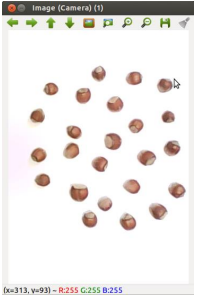 Image (Camera) (1)
(x=313, y=93) ~ R:255 G:255 B:255